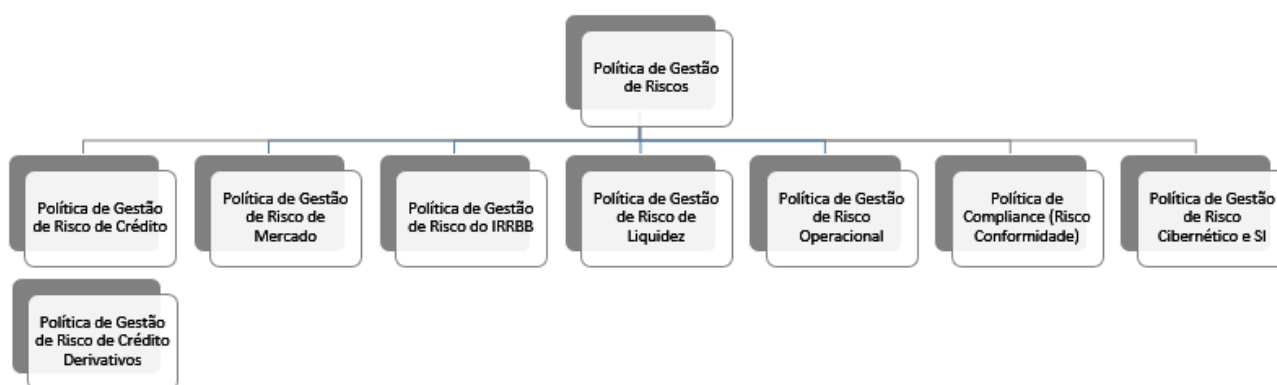 Política de Gestão
de Riscos
Política de Gestão
de Risco de Crédito
Política de Gestão
de Risco de
Mercado
Política de Gestão
de Risco do IRRBB
Política de Gestão
de Risco de
Liquidez
Política de Gestão
de Risco
Operacional
Política de
Compliance (Risco
Conformidade)
Política de Gestão
de Risco
Cibernético e SI
Política de Gestão
de Risco de Crédito
Derivativos